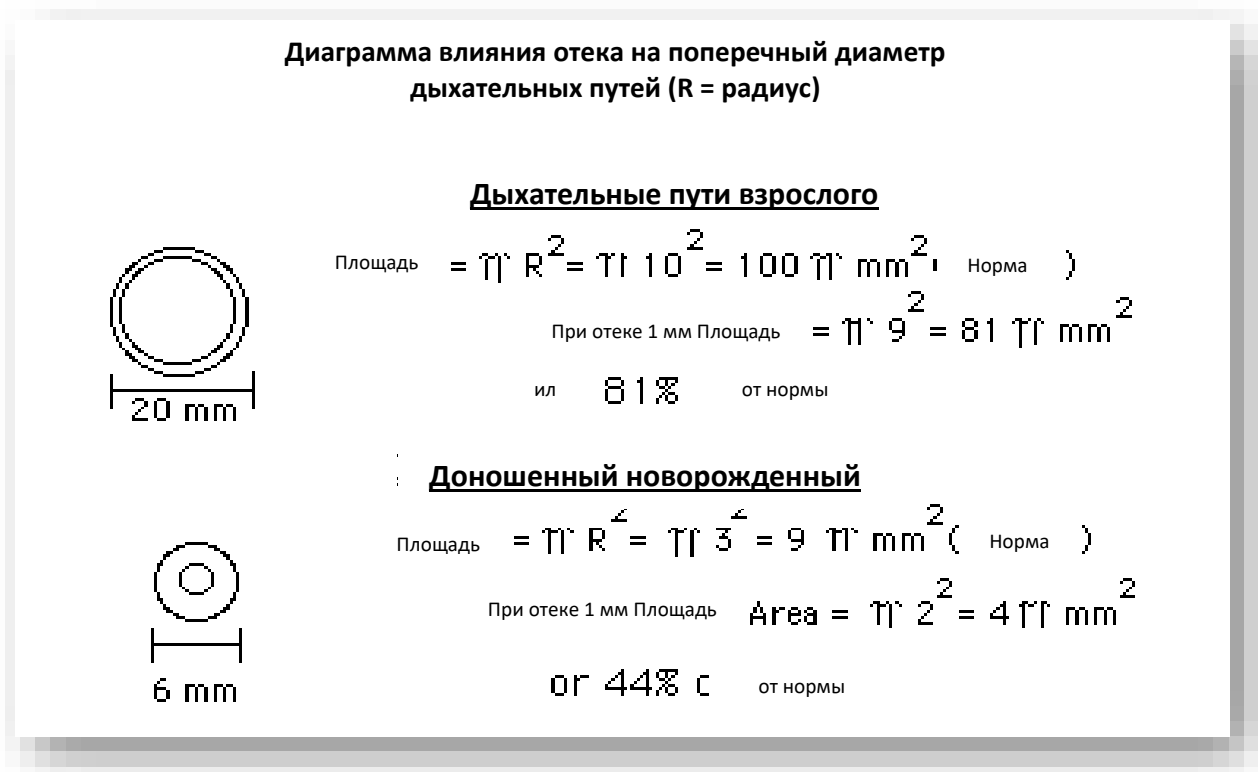 Диаграмма влияния отека на поперечный диаметр
дыхательных путей (R = радиус)
Дыхательные пути взрослого
Площадь = π R² = π 10² = 100 π mm² Норма )
При отеке 1 мм Площадь = π 9² = 81 π mm²
ил 81% от нормы
20 mm
Доношенный новорожденный
Площадь = π R² = π 3² = 9 π mm² ( Норма )
При отеке 1 мм Площадь Area = π 2² = 4 π mm²
or 44% от нормы
6 mm